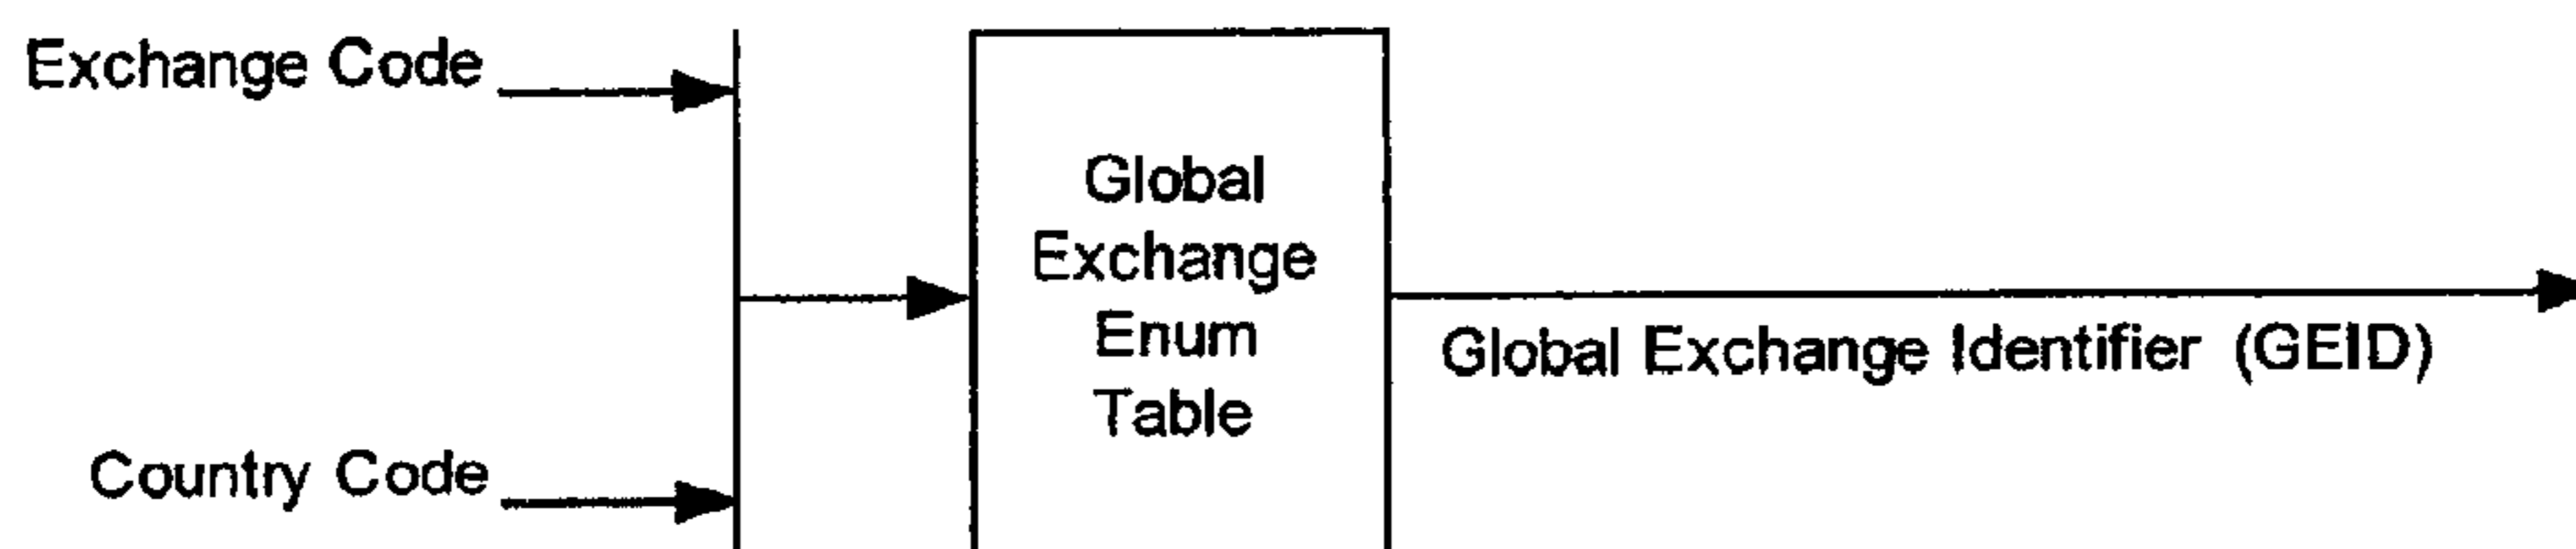 Exchange Code
Global
Exchange
Enum
Table
Global Exchange Identifier (GEID)
Country Code